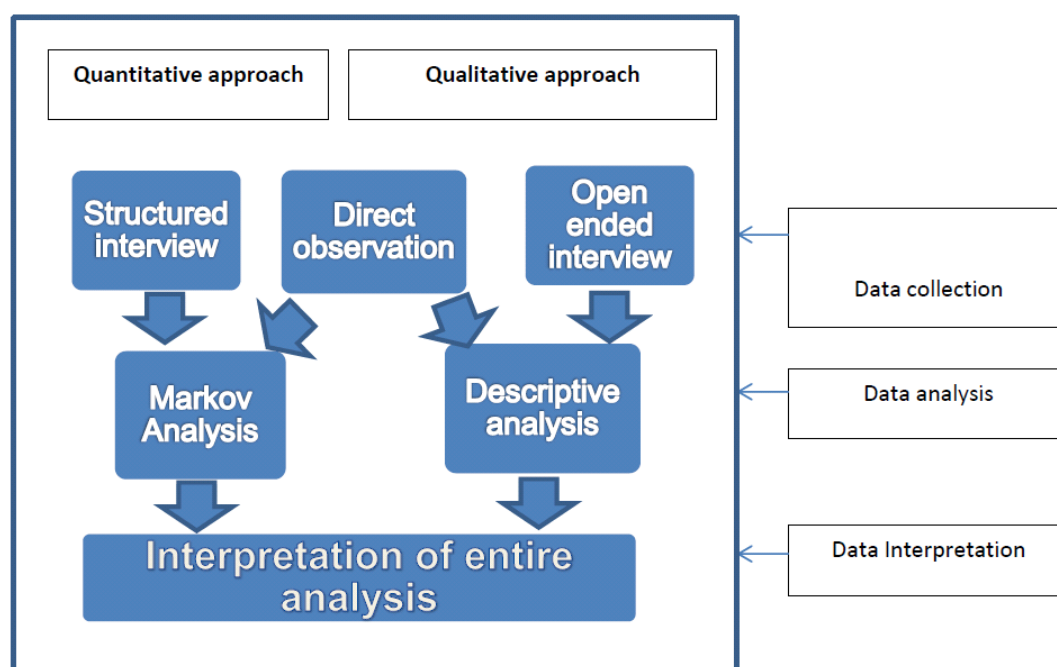 Quantitative approach
Qualitative approach
Structured
interview
Direct
observation
Open
ended
interview
Data collection
Markov
Analysis
Descriptive
analysis
Data analysis
Interpretation of entire
analysis
Data Interpretation